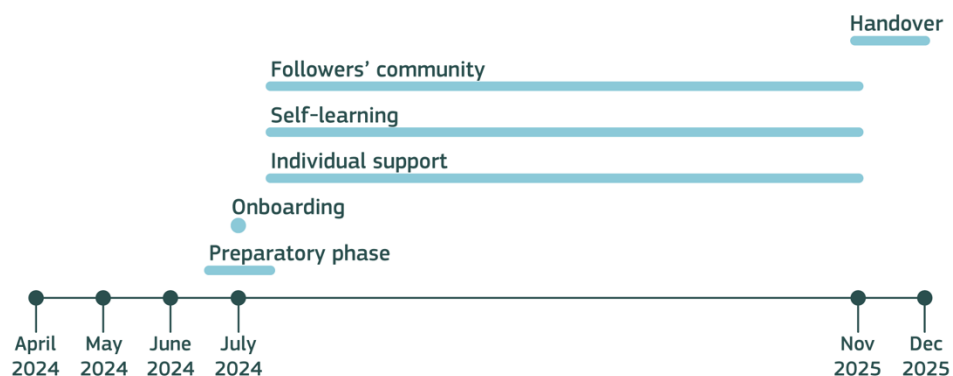 Handover
Followers’ community
Self-learning
Individual support
Onboarding
Preparatory phase
April
2024
May
2024
June
2024
July
2024
Nov
2025
Dec
2025